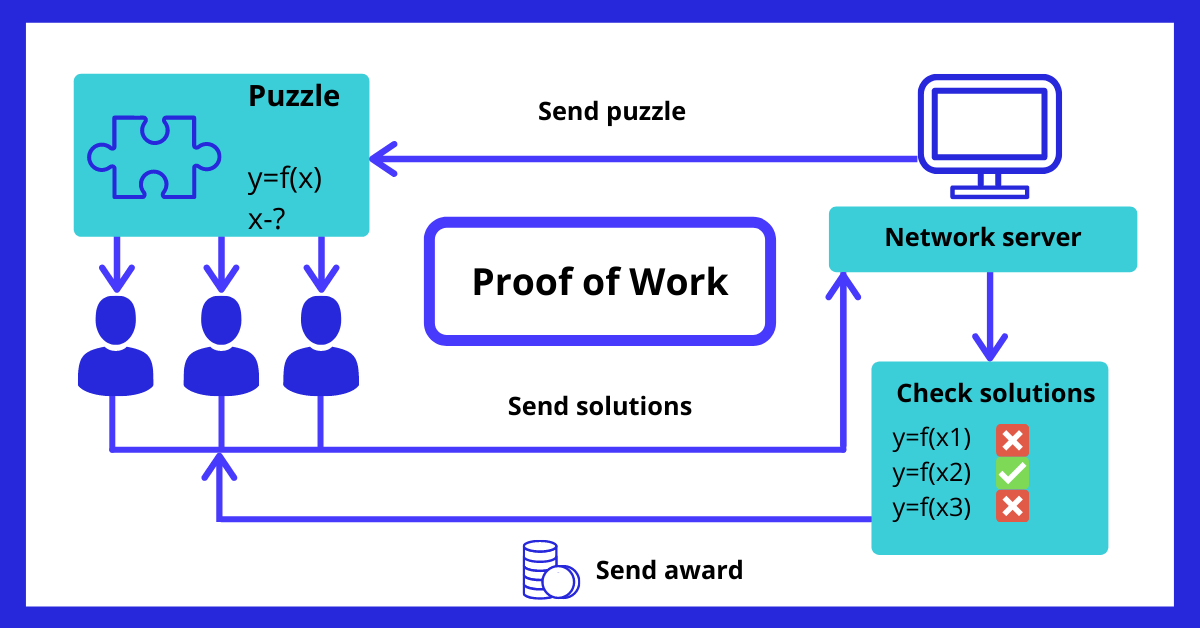 Puzzle
y=f(x)
x-?
Send puzzle
Network server
Proof of Work
Send solutions
Check solutions
y=f(x1)
y=f(x2)
y=f(x3)
Send award